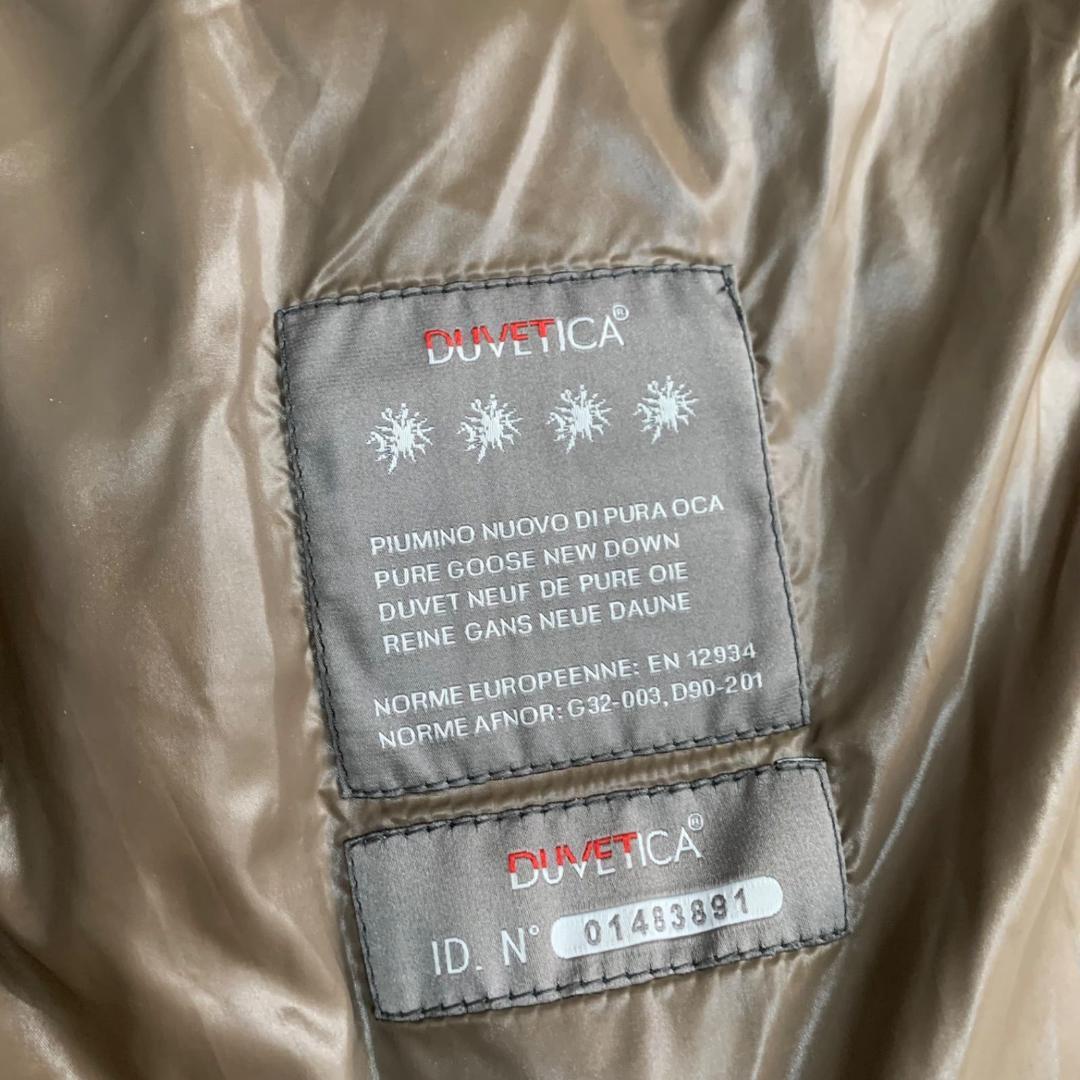 DUVETICA®
PIUMINO NUOVO DI PURA OCA
PURE GOOSE NEW DOWN
DUVET NEUF DE PURE OIE
REINE GANS NEUE DAUNE
NORME EUROPEENNE: EN 12934
NORME AFNOR: G32-003, D90-201
DUVETICA®
ID. N° 01483891